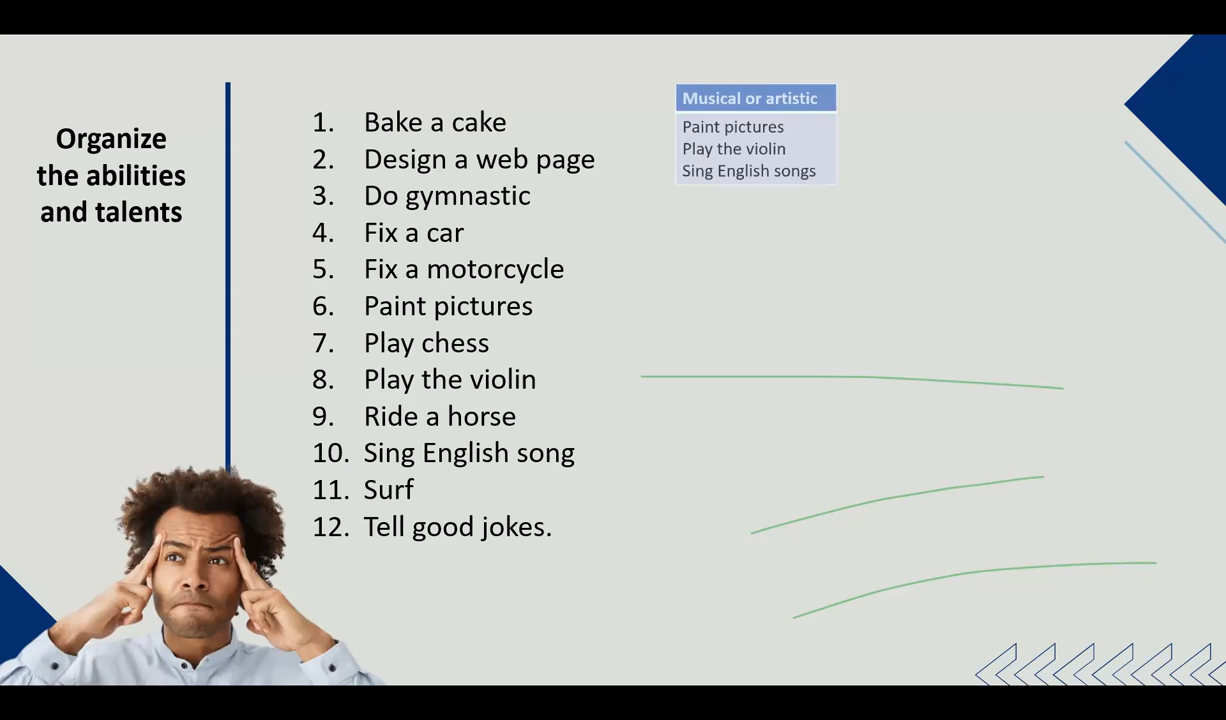 Organize
the abilities
and talents
1. Bake a cake
2. Design a web page
3. Do gymnastic
4. Fix a car
5. Fix a motorcycle
6. Paint pictures
7. Play chess
8. Play the violin
9. Ride a horse
10. Sing English song
11. Surf
12. Tell good jokes.
Musical or artistic
Paint pictures
Play the violin
Sing English songs